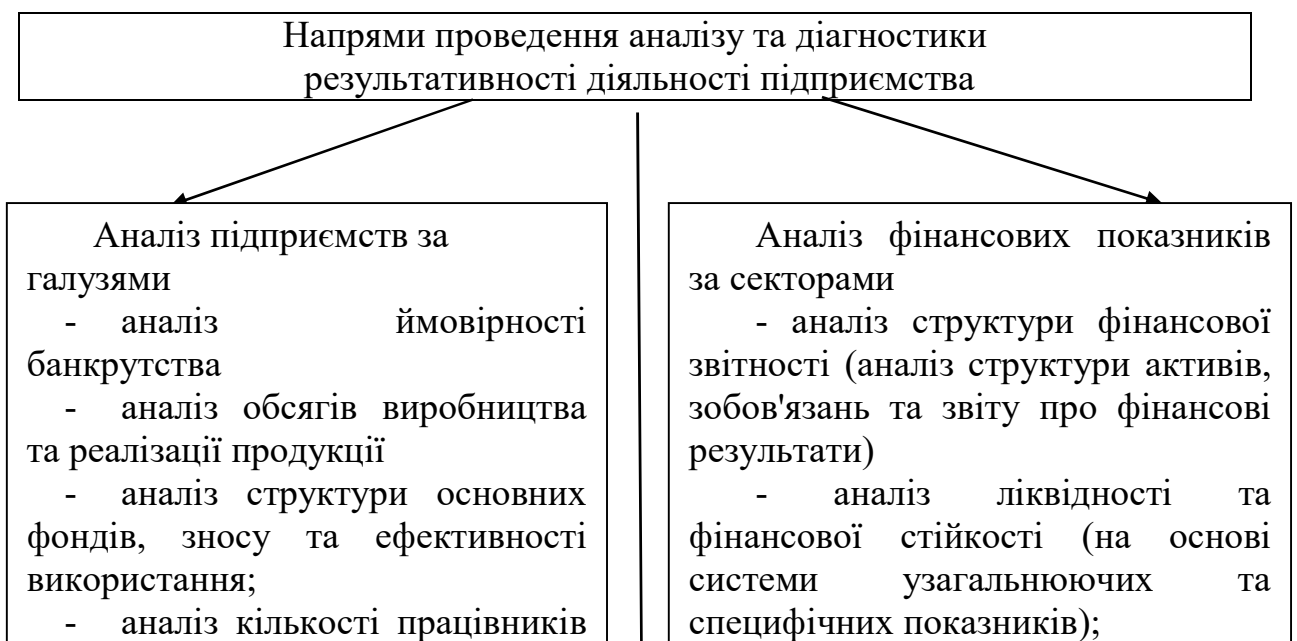 Напрями проведення аналізу та діагностики
результативності діяльності підприємства
Аналіз підприємств за
галузями
- аналіз ймовірності
банкрутства
- аналіз обсягів виробництва
та реалізації продукції
- аналіз структури основних
фондів, зносу та ефективності
використання;
- аналіз кількості працівників
Аналіз фінансових показників
за секторами
- аналіз структури фінансової
звітності (аналіз структури активів,
зобов'язань та звіту про фінансові
результати)
- аналіз ліквідності та
фінансової стійкості (на основі
системи узагальнюючих та
специфічних показників);